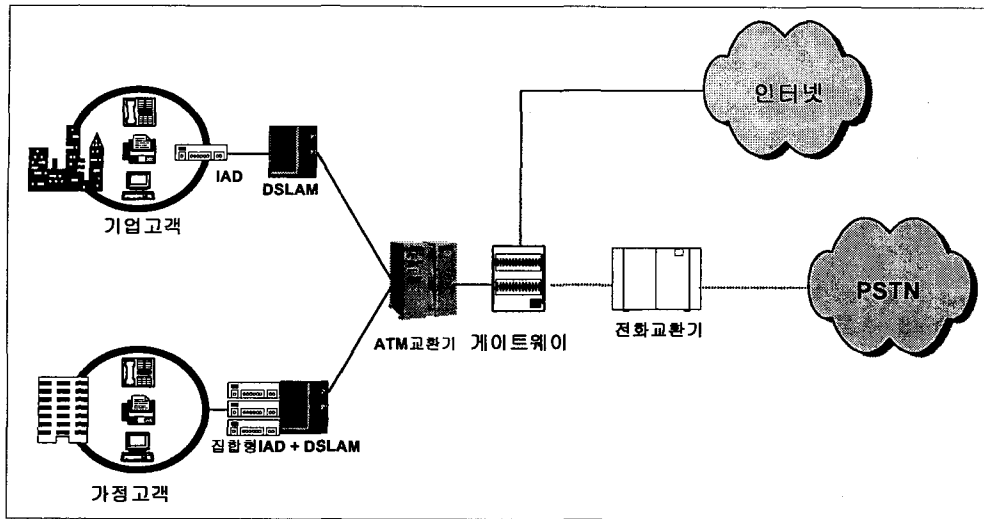 인터넷
IAD
DSLAM
기업고객
ATM교환기
게이트웨이
전화교환기
PSTN
집합형IAD + DSLAM
가정고객